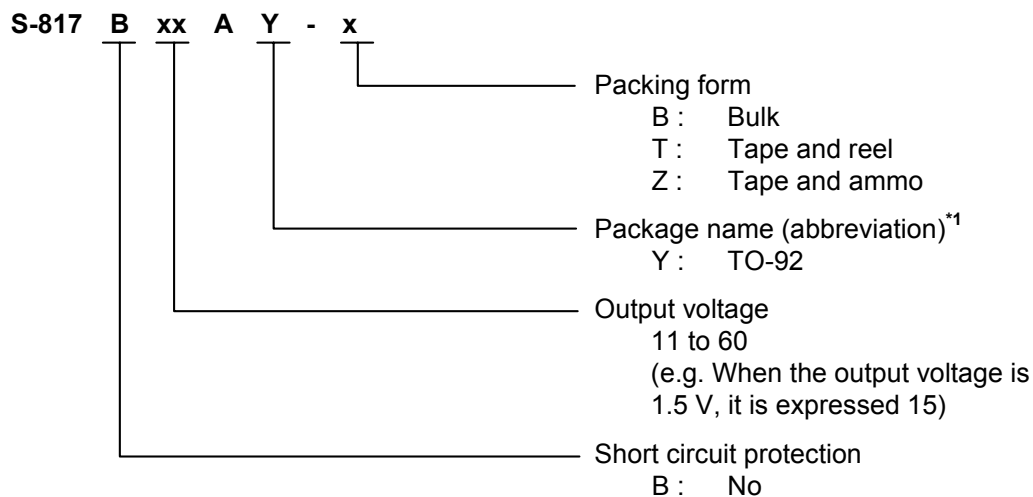 S-817 B xx A Y - x
Packing form
B : Bulk
T : Tape and reel
Z : Tape and ammo
Package name (abbreviation)*1
Y : TO-92
Output voltage
11 to 60
(e.g. When the output voltage is
1.5 V, it is expressed 15)
Short circuit protection
B : No